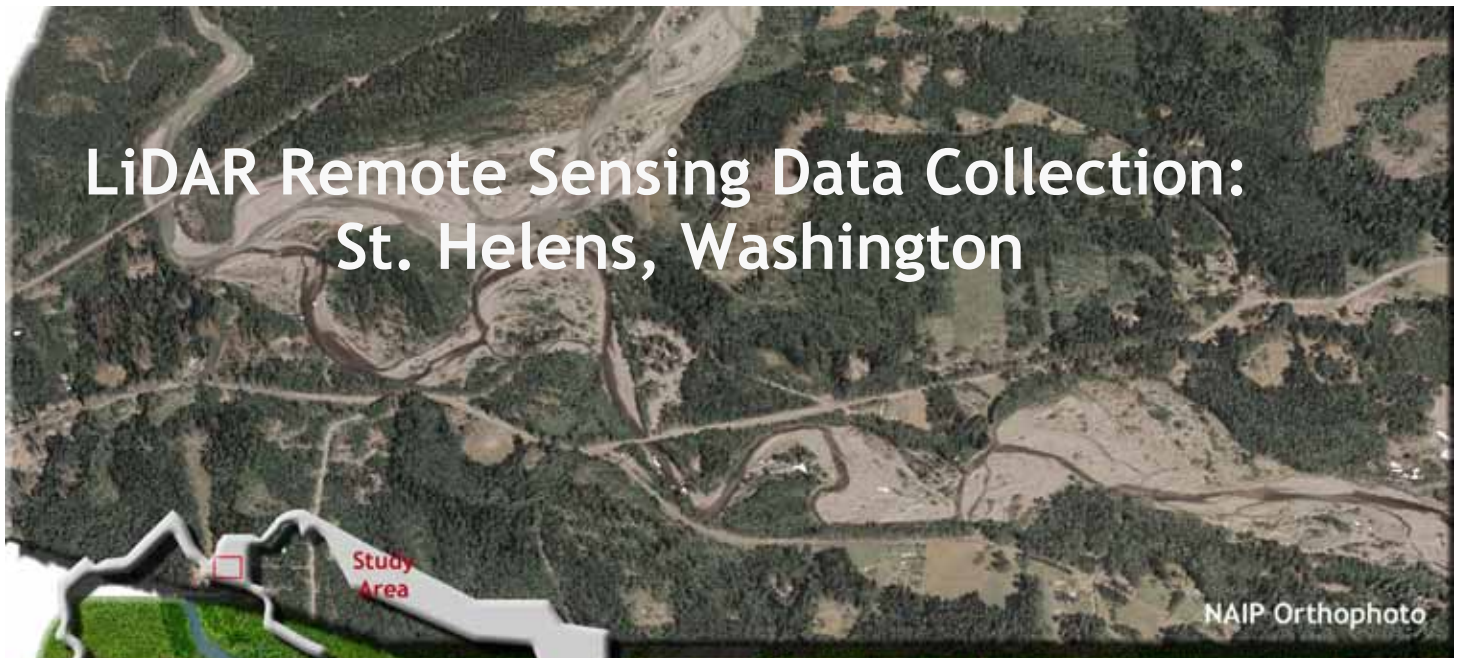 LiDAR Remote Sensing Data Collection:
St. Helens, Washington
Study
Area
NAIP Orthophoto